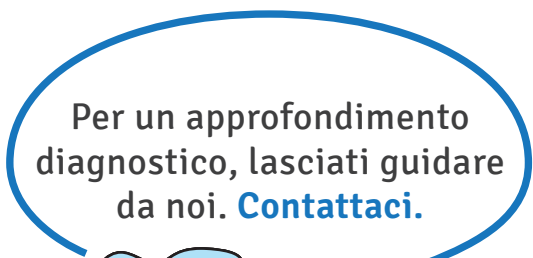 Per un approfondimento
diagnostico, lasciati guidare
da noi. Contattaci.